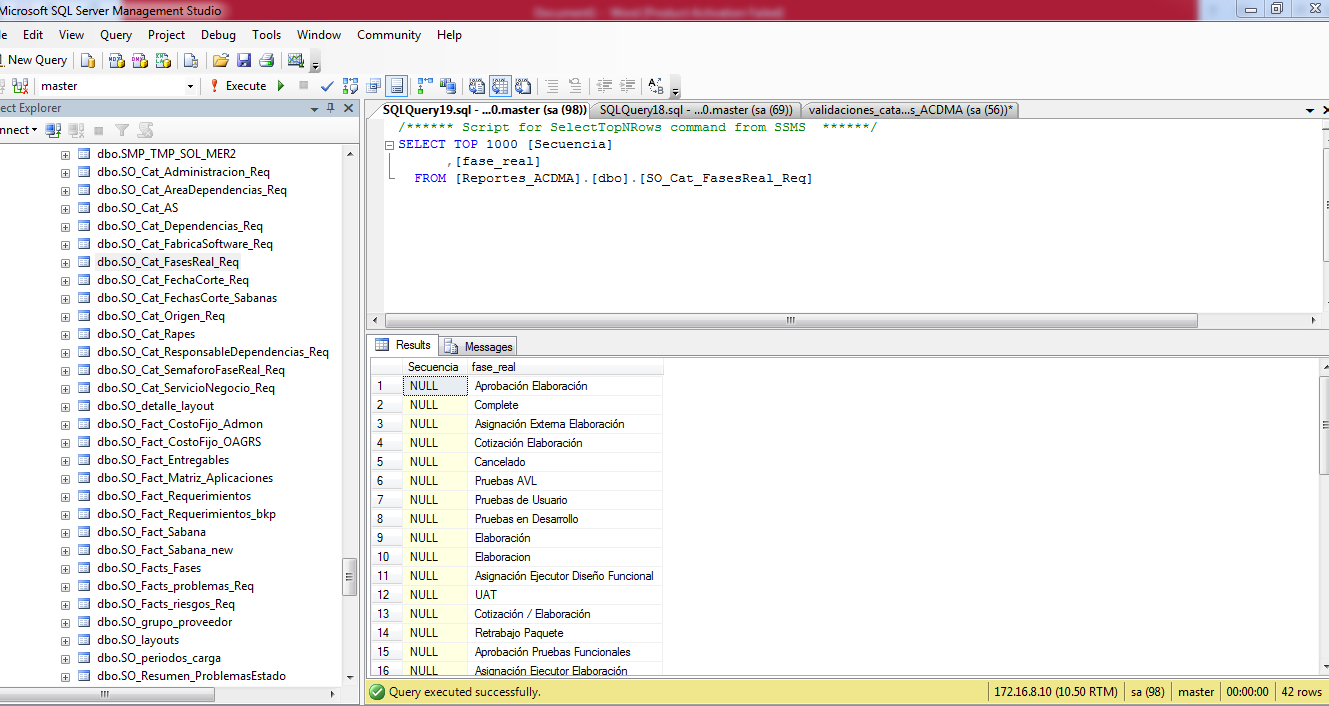 Microsoft SQL Server Management Studio
Edit View Query Project Debug Tools Window Community Help
New Query
master Execute
ect Explorer
nnect
dbo.SMP_TMP_SOL_MER2
dbo.SO_Cat_Administracion_Req
dbo.SO_Cat_AreaDependencias_Req
dbo.SO_Cat_AS
dbo.SO_Cat_Dependencias_Req
dbo.SO_Cat_FabricaSoftware_Req
dbo.SO_Cat_FasesReal_Req
dbo.SO_Cat_FechaCorte_Req
dbo.SO_Cat_FechasCorte_Sabanas
dbo.SO_Cat_Origen_Req
dbo.SO_Cat_Rapes
dbo.SO_Cat_ResponsableDependencias_Req
dbo.SO_Cat_SemaforoFaseReal_Req
dbo.SO_Cat_ServicioNegocio_Req
dbo.SO_detalle_layout
dbo.SO_Fact_CostoFijo_Admon
dbo.SO_Fact_CostoFijo_OAGRS
dbo.SO_Fact_Entregables
dbo.SO_Fact_Matriz_Aplicaciones
dbo.SO_Fact_Requerimientos
dbo.SO_Fact_Requerimientos_bkp
dbo.SO_Fact_Sabana
dbo.SO_Fact_Sabana_new
dbo.SO_Facts_Fases
dbo.SO_Facts_problemas_Req
dbo.SO_Facts_riesgos_Req
dbo.SO_grupo_proveedor
dbo.SO_layouts
dbo.SO_periodos_carga
dbo.SO_Resumen_ProblemasEstado
SQLQuery19.sql - ...0.master (sa (98)) SQLQuery18.sql - ...0.master (sa (69)) validaciones_cata...s_ACDMA (sa (56))*
/****** Script for SelectTopNRows command from SSMS  ******/
SELECT TOP 1000 [Secuencia]
,[fase_real]
FROM [Reportes_ACDMA].[dbo].[SO_Cat_FasesReal_Req]
Results Messages
Secuencia fase_real
1 NULL Aprobación Elaboración
2 NULL Complete
3 NULL Asignación Externa Elaboración
4 NULL Cotización Elaboración
5 NULL Cancelado
6 NULL Pruebas AVL
7 NULL Pruebas de Usuario
8 NULL Pruebas en Desarrollo
9 NULL Elaboración
10 NULL Elaboracion
11 NULL Asignación Ejecutor Diseño Funcional
12 NULL UAT
13 NULL Cotización / Elaboración
14 NULL Retrabajo Paquete
15 NULL Aprobación Pruebas Funcionales
16 NULL Asignación Ejecutor Elaboración
Query executed successfully. 172.16.8.10 (10.50 RTM) sa (98) master 00:00:00 42 rows